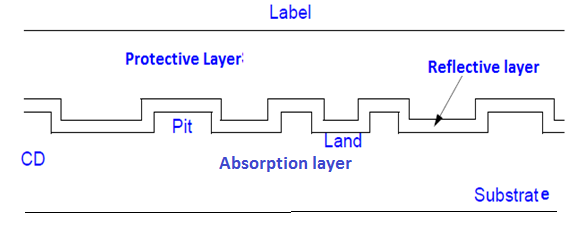 Label
Protective Layer:
Reflective layer
Pit
Land
CD
Absorption layer
Substrate